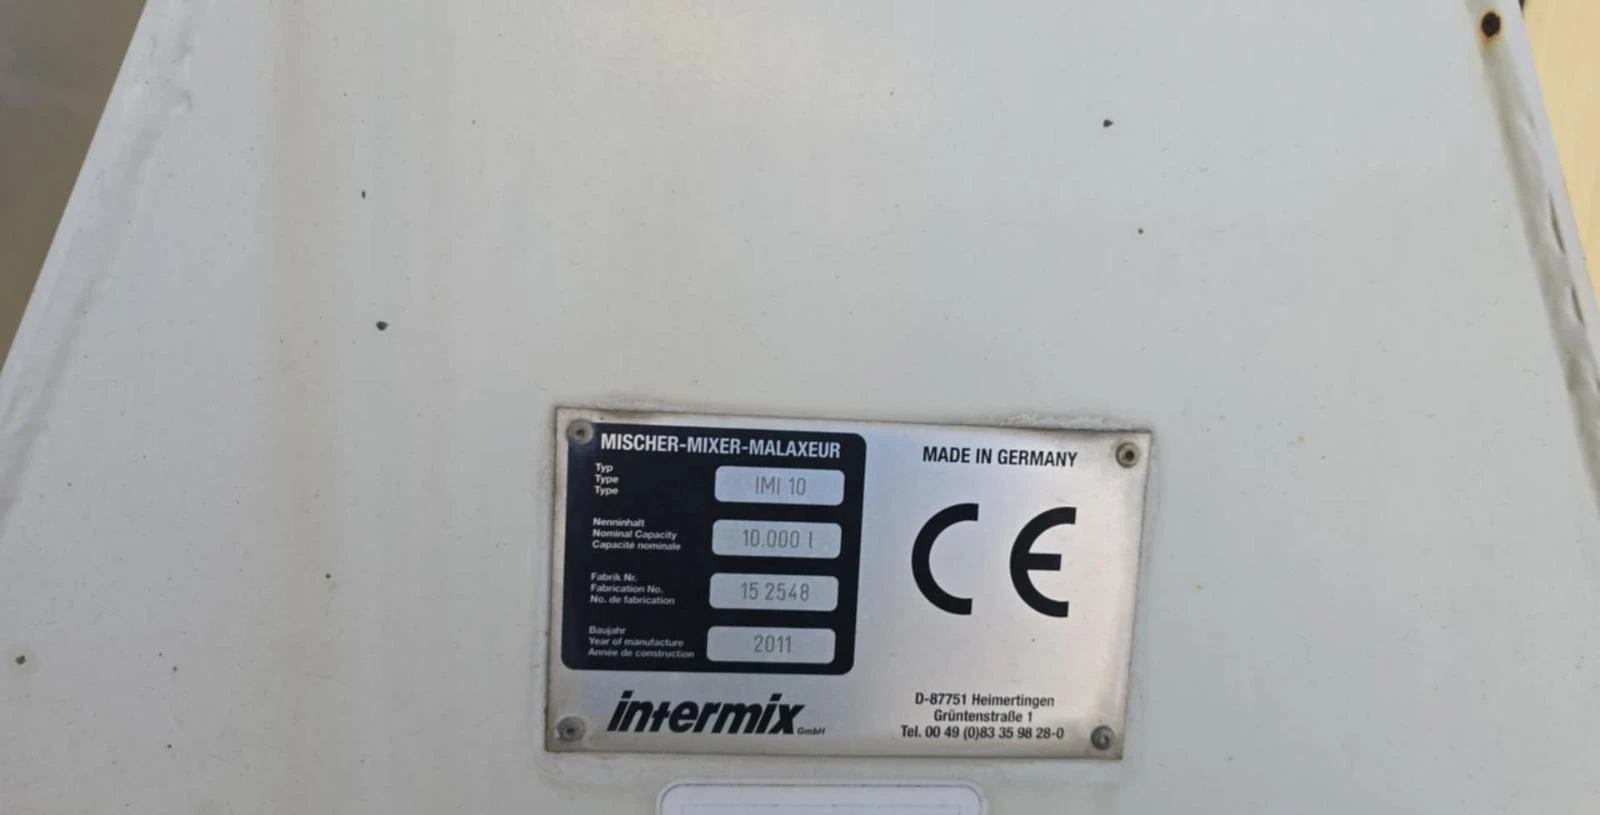 MISCHER-MIXER-MALAXEUR
Typ
Type
Type
IMI 10
Nenninhalt
Nominal Capacity
Capacité nominale
10.000 l
Fabrik Nr.
Fabrication No.
No. de fabrication
15 2548
Baujahr
Year of manufacture
Année de construction
2011
intermix GmbH
MADE IN GERMANY
CE
D-87751 Heimertingen
Grüntenstraße 1
Tel. 00 49 (0)83 35 98 28-0